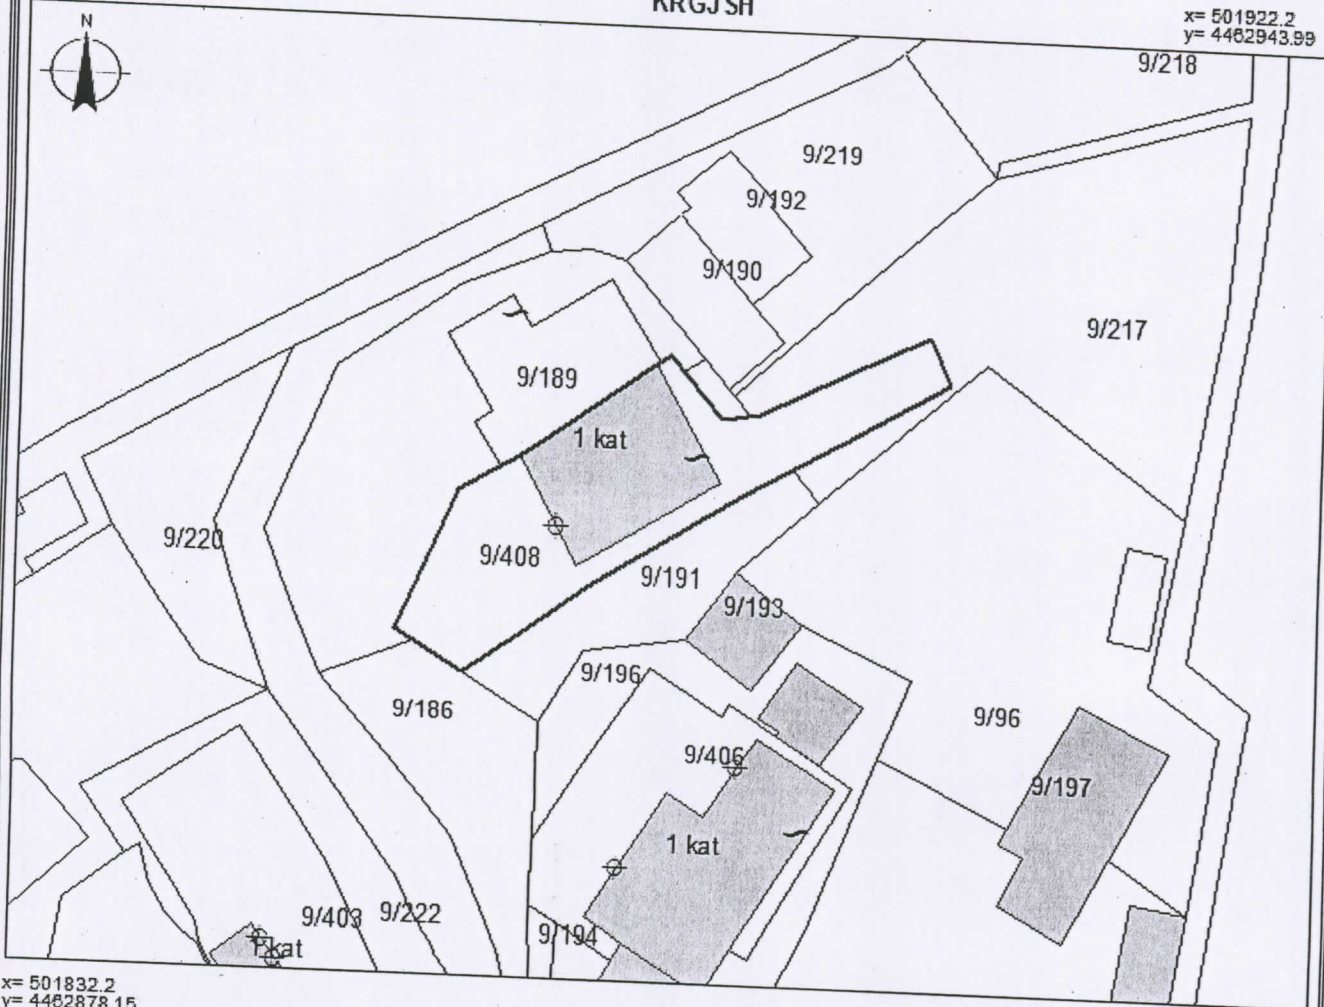 KRGJSH
x= 501922.2
y= 4462943.99
N
9/218
9/219
9/192
9/190
9/217
9/189
1 kat
9/220
9/408
9/191
9/193
9/196
9/186
9/96
9/406
9/197
1 kat
9/403
9/222
9/194
1 kat
x= 501832.2
y= 4462878.15